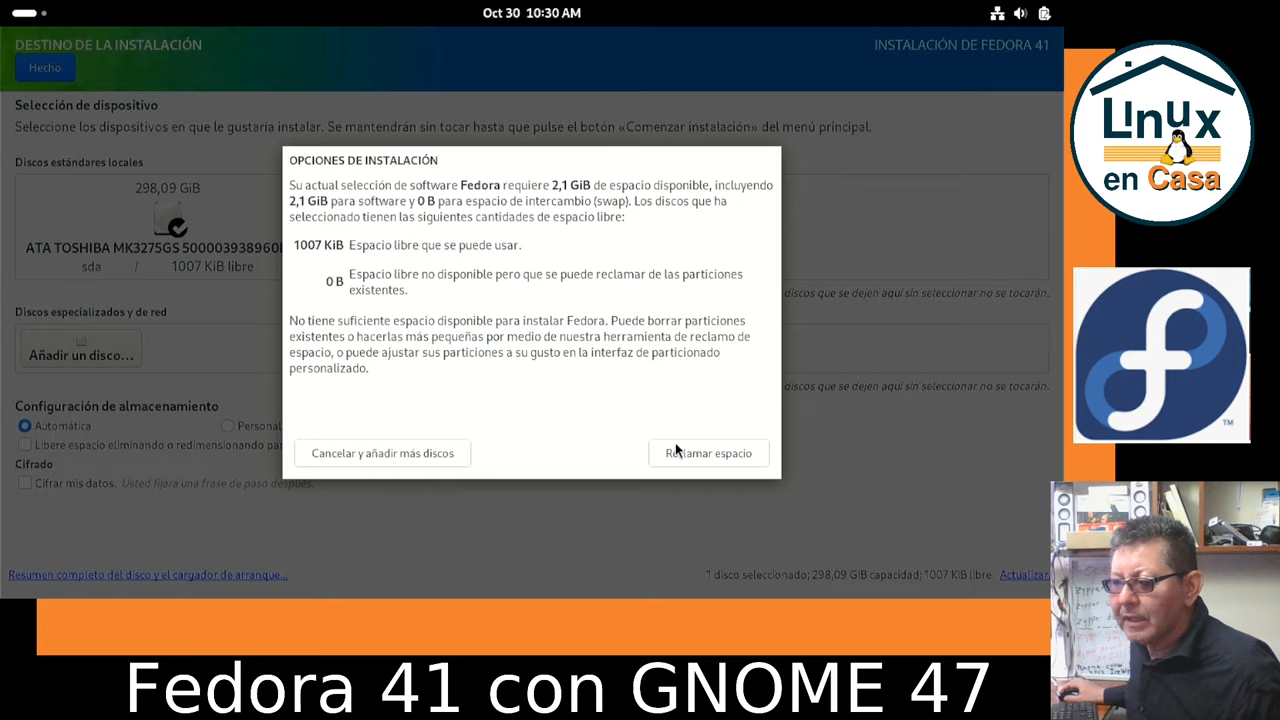 Oct 30 10:30 AM
DESTINO DE LA INSTALACIÓN
INSTALACIÓN DE FEDORA 41
Hecho
Selección de dispositivo
Seleccione los dispositivos en que le gustaría instalar. Se mantendrán sin tocar hasta que pulse el botón «Comenzar instalación» del menú principal.
Discos estándares locales
298,09 GiB
ATA TOSHIBA MK3275GS 500003938960
sda / 1007 KiB libre
discos que se dejen aquí sin seleccionar no se tocarán.
Discos especializados y de red
Añadir un disco...
discos que se dejen aquí sin seleccionar no se tocarán.
Configuración de almacenamiento
Automática
Personal
Libere espacio eliminando o redimensionando
Cifrado
Cifrar mis datos. Usted fijará una frase de paso después.
Resumen completo del disco y el cargador de arranque...
1 disco seleccionado; 298,09 GiB capacidad; 1007 KiB libre Actualizar.
OPCIONES DE INSTALACIÓN
Su actual selección de software Fedora requiere 2,1 GiB de espacio disponible, incluyendo
2,1 GiB para software y 0 B para espacio de intercambio (swap). Los discos que ha
seleccionado tienen las siguientes cantidades de espacio libre:
1007 KiB Espacio libre que se puede usar.
0 B Espacio libre no disponible pero que se puede reclamar de las particiones
existentes.
No tiene suficiente espacio disponible para instalar Fedora. Puede borrar particiones
existentes o hacerlas más pequeñas por medio de nuestra herramienta de reclamo de
espacio, o puede ajustar sus particiones a su gusto en la interfaz de particionado
personalizado.
Cancelar y añadir más discos
Reclamar espacio
Linux
en Casa
TM
Fedora 41 con GNOME 47